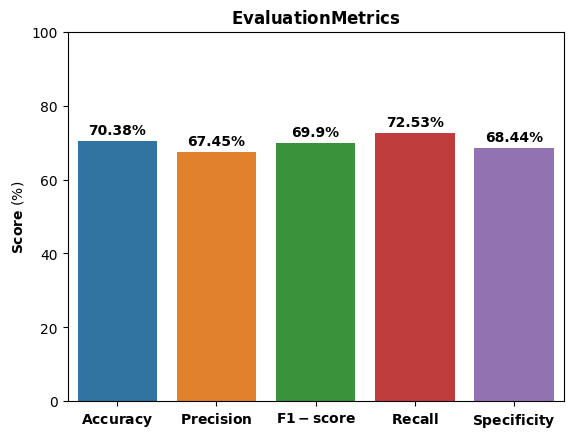 EvaluationMetrics
100
80
60
40
20
0
Score (%)
70.38%
67.45%
69.9%
72.53%
68.44%
Accuracy
Precision
F1 − score
Recall
Specificity